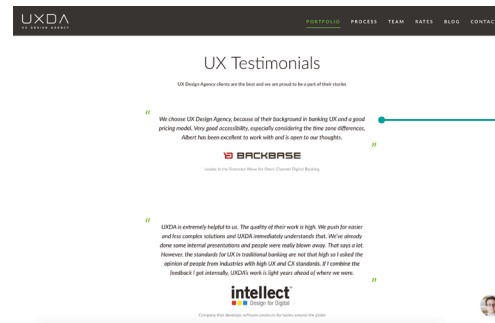 UXDA
UX DESIGN AGENCY
PORTFOLIO PROCESS TEAM RATES BLOG CONTAC
UX Testimonials
UX Design Agency clients are the best and we are proud to be a part of their stories
“
We choose UX Design Agency, because of their background in banking UX and a good
pricing model. Very good accessibility, especially considering the time zone differences,
Albert has been excellent to work with and is open to our thoughts.
”
BACKBASE
Leader in the Forrester Wave for Omni-Channel Digital Banking
“
UXDA is extremely helpful to us. The quality of their work is high. We push for easier
and less complex solutions and UXDA immediately understands that. We've already
done some internal presentations and people were really blown away. That says a lot.
However, the standards for UX in traditional banking are not that high so I asked the
opinion of people from industries with high UX and CX standards. If I combine the
feedback I got internally, UXDA's work is light years ahead of where we were.
”
intellect
Design for Digital
Company that developer software products for banks around the globe